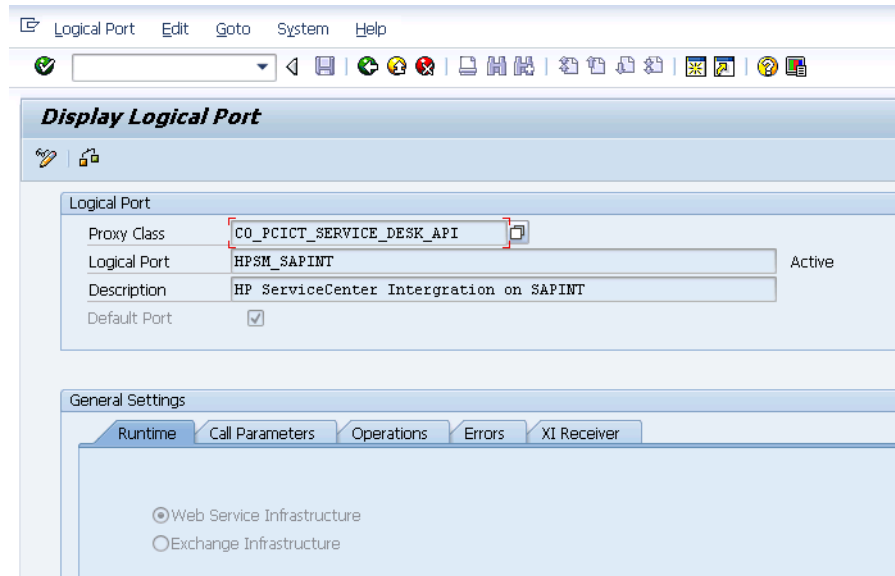 Logical Port Edit Goto System Help
Display Logical Port
Logical Port
Proxy Class CO_PCICT_SERVICE_DESK_API
Logical Port HPSM_SAPINT Active
Description HP ServiceCenter Intergration on SAPINT
Default Port
General Settings
Runtime Call Parameters Operations Errors XI Receiver
Web Service Infrastructure
Exchange Infrastructure